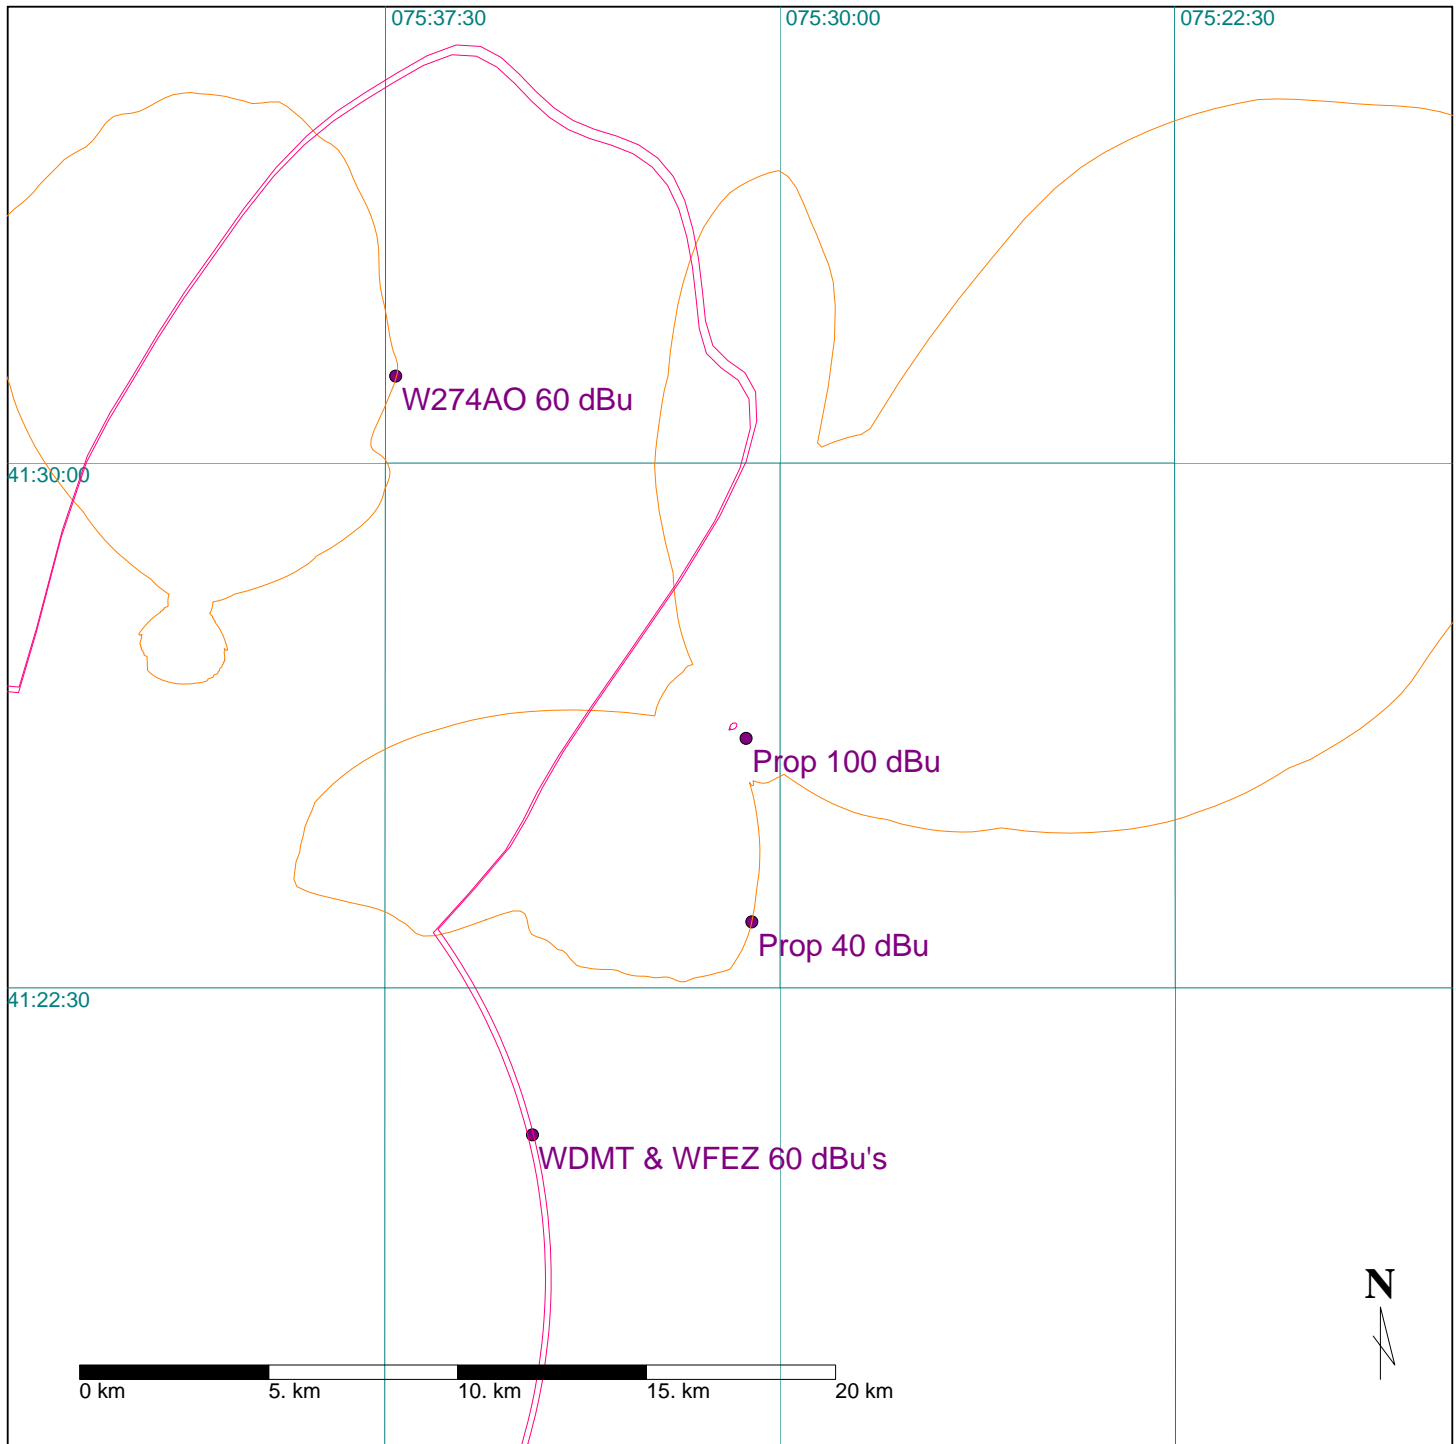 075:37:30
075:30:00
075:22:30
W274AO 60 dBu
41:30:00
Prop 100 dBu
Prop 40 dBu
41:22:30
WDMT & WFEZ 60 dBu's
N
0 km
5. km
10. km
15. km
20 km